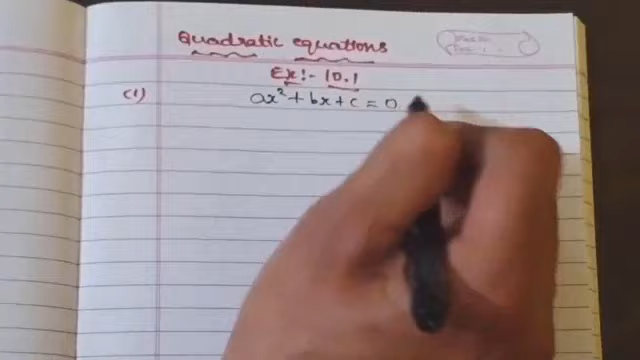 Quadratic equations
Ex:- 10.1
(1) ax² + bx + c = 0